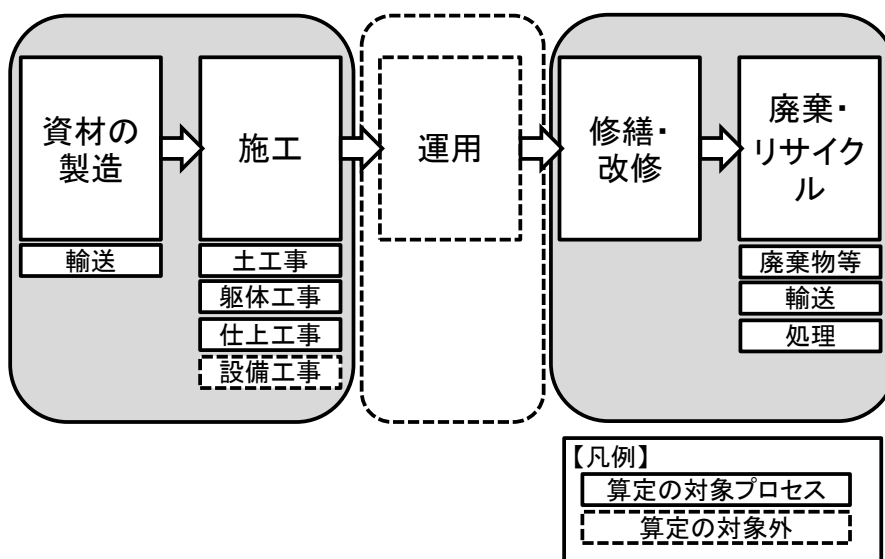 資材の
製造
施工
運用
修繕・
改修
廃棄・
リサイク
ル
輸送
土工事
躯体工事
仕上工事
設備工事
廃棄物等
輸送
処理
【凡例】
算定の対象プロセス
算定の対象外